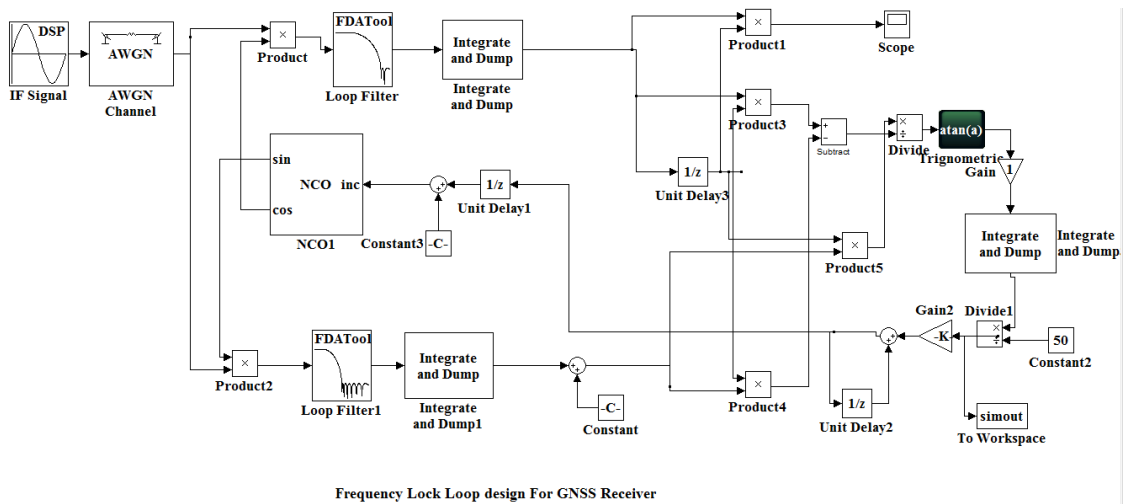 DSP
IF Signal
AWGN
AWGN
Channel
×
Product
FDATool
Loop Filter
Integrate
and Dump
Integrate
and Dump
×
Product1
Scope
×
Product3
+
−
Subtract
×
÷
Divide
atan(a)
Trignometric
Gain
1
1/z
Unit Delay3
sin
cos
NCO
inc
NCO1
+
+
1/z
Unit Delay1
Constant3
-C-
×
Product5
Integrate
and Dump
Integrate
and Dump
Gain2
-K-
Divide1
×
÷
50
Constant2
×
Product2
FDATool
Loop Filter1
Integrate
and Dump
Integrate
and Dump1
+
+
-C-
Constant
×
Product4
+
+
1/z
Unit Delay2
simout
To Workspace
Frequency Lock Loop design For GNSS Receiver